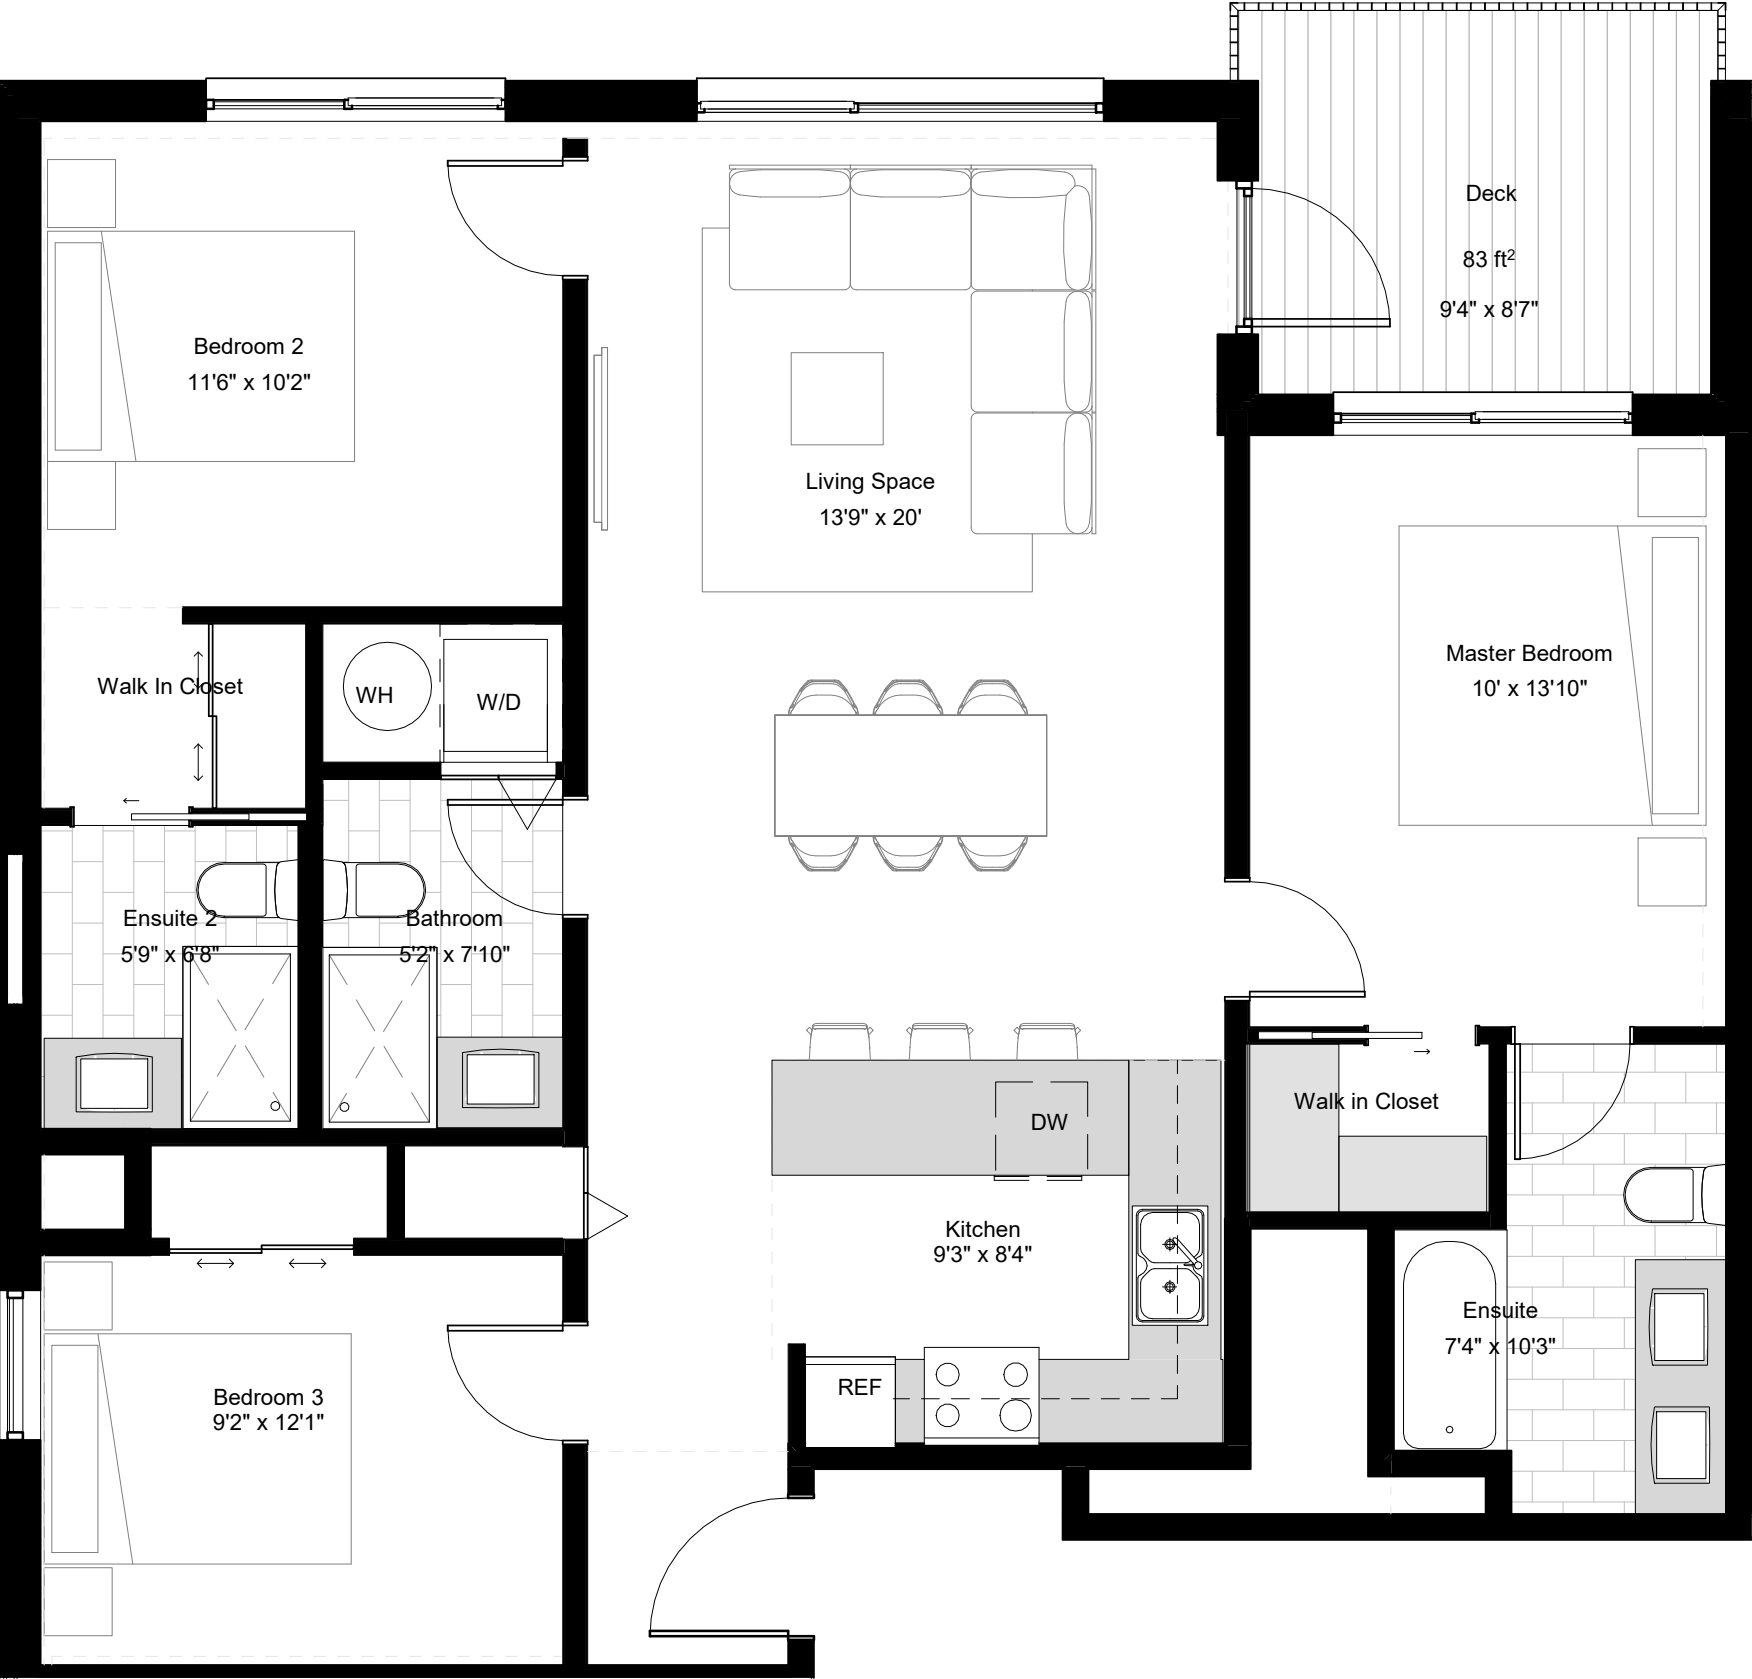 Deck
83 ft²
9'4" x 8'7"
Bedroom 2
11'6" x 10'2"
Living Space
13'9" x 20'
Master Bedroom
10' x 13'10"
Walk In Closet
WH
W/D
Ensuite 2
5'9" x 6'8"
Bathroom
5'2" x 7'10"
Walk in Closet
DW
Kitchen
9'3" x 8'4"
Ensuite
7'4" x 10'3"
REF
Bedroom 3
9'2" x 12'1"